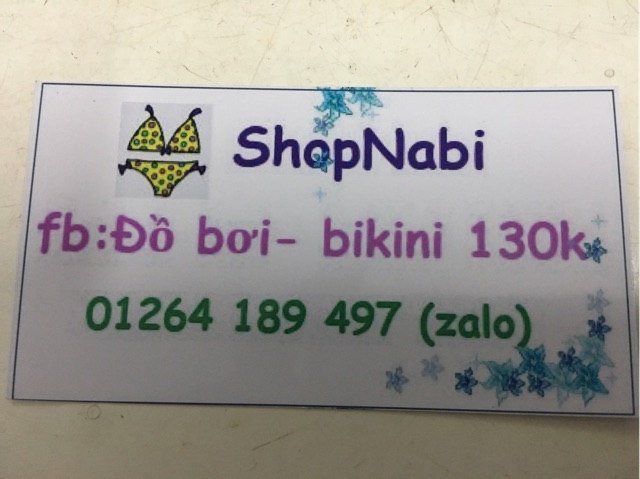 ShopNabi
fb:Đồ bơi- bikini 130k
01264 189 497 (zalo)